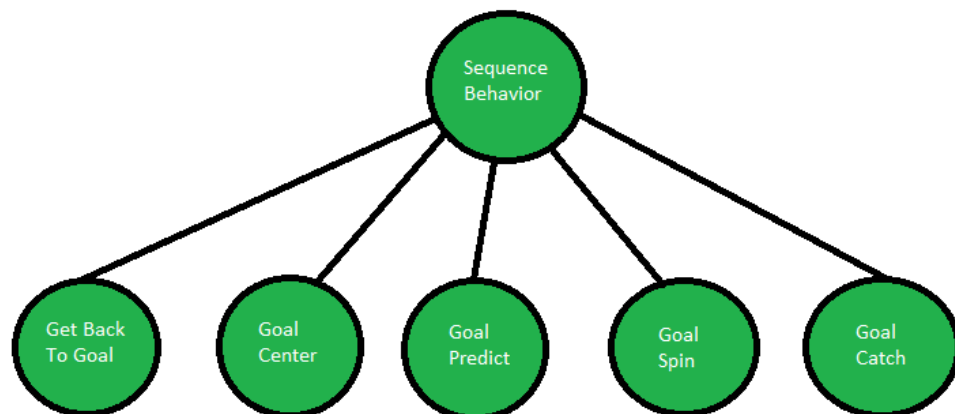 Sequence
Behavior
Get Back
To Goal
Goal
Center
Goal
Predict
Goal
Spin
Goal
Catch